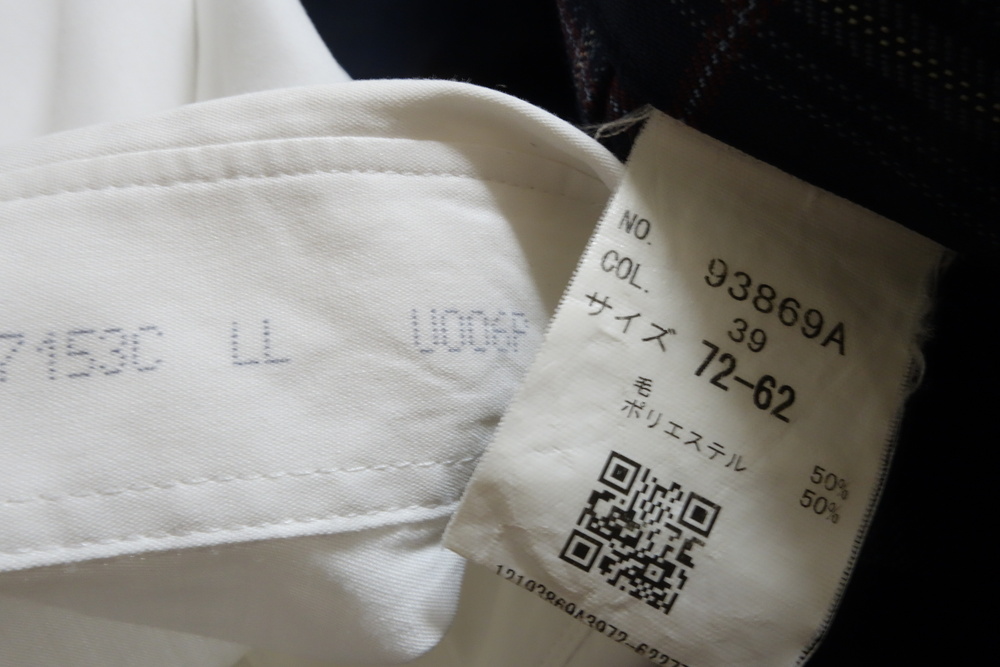 7153C LL U006P
NO. 93869A
COL. 39
サイズ 72-62
毛 50%
ポリエステル 50%